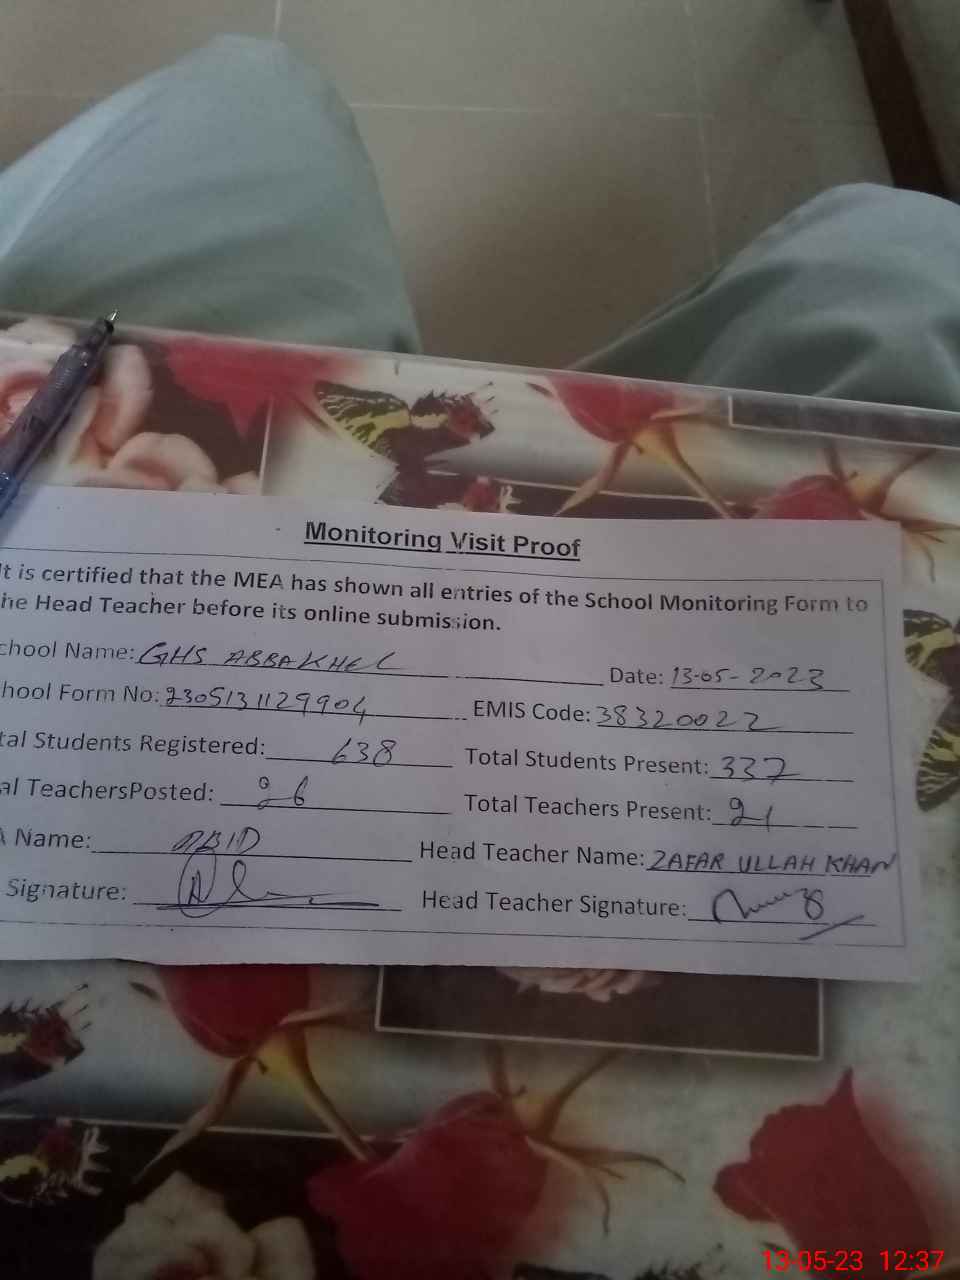 Monitoring Visit Proof
It is certified that the MEA has shown all entries of the School Monitoring Form to
he Head Teacher before its online submission.
chool Name: GHS ABBAKHEL Date: 13-05-2023
hool Form No: 2305131129904 EMIS Code: 38320022
tal Students Registered: 638 Total Students Present: 337
al TeachersPosted: 26 Total Teachers Present: 21
A Name: ABID Head Teacher Name: ZAFAR ULLAH KHAN
Signature: Head Teacher Signature:
13-05-23 12:37